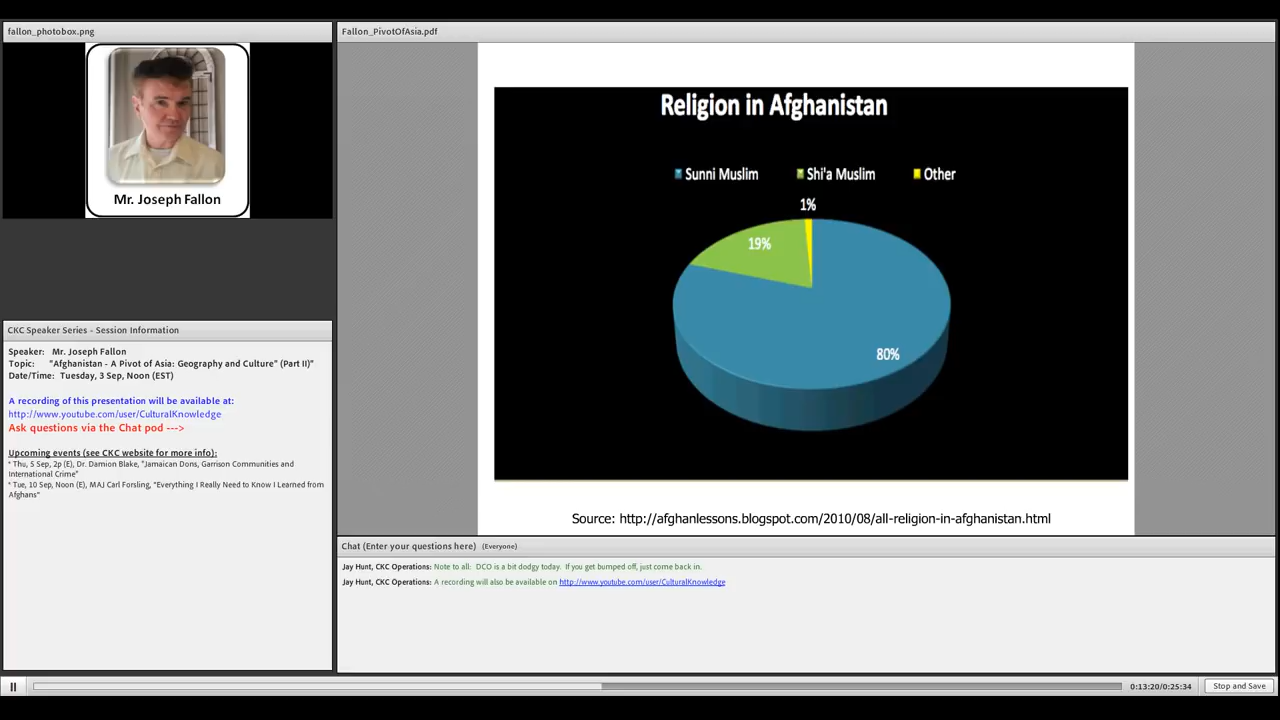 fallon_photobox.png
Mr. Joseph Fallon
CKC Speaker Series - Session Information
Speaker: Mr. Joseph Fallon
Topic: "Afghanistan - A Pivot of Asia: Geography and Culture" (Part II)"
Date/Time: Tuesday, 3 Sep, Noon (EST)
A recording of this presentation will be available at:
http://www.youtube.com/user/CulturalKnowledge
Ask questions via the Chat pod --->
Upcoming events (see CKC website for more info):
* Thu, 5 Sep, 2p (E), Dr. Damion Blake, "Jamaican Dons, Garrison Communities and
International Crime"
* Tue, 10 Sep, Noon (E), MAJ Carl Forsling, "Everything I Really Need to Know I Learned from
Afghans"
Fallon_PivotOfAsia.pdf
Religion in Afghanistan
Sunni Muslim Shi'a Muslim Other
1%
19%
80%
Source: http://afghanlessons.blogspot.com/2010/08/all-religion-in-afghanistan.html
Chat (Enter your questions here) (Everyone)
Jay Hunt, CKC Operations: Note to all: DCO is a bit dodgy today. If you get bumped off, just come back in.
Jay Hunt, CKC Operations: A recording will also be available on http://www.youtube.com/user/CulturalKnowledge
0:13:20/0:25:34 Stop and Save